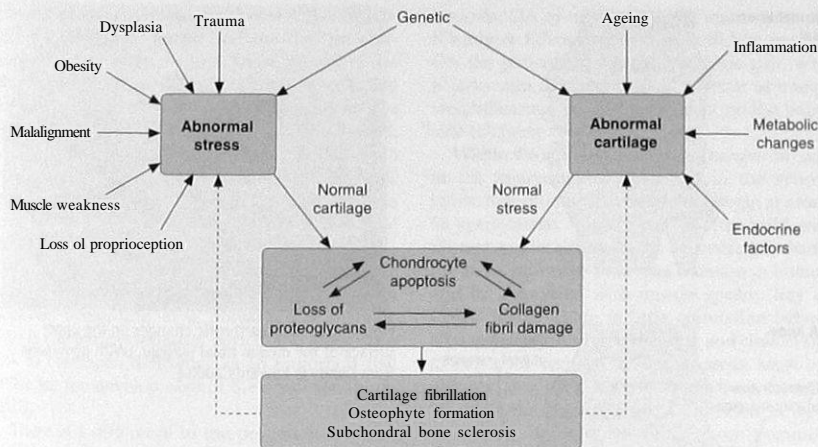 Dysplasia
Trauma
Genetic
Ageing
Obesity
Inflammation
Malalignment
Abnormal
stress
Abnormal
cartilage
Metabolic
changes
Muscle weakness
Normal
cartilage
Normal
stress
Loss ol proprioception
Endocrine
factors
Chondrocyte
apoptosis
Loss of
proteoglycans
Collagen
fibril damage
Cartilage fibrillation
Osteophyte formation
Subchondral bone sclerosis